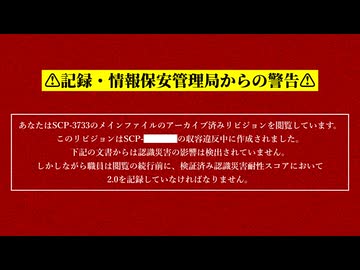 ⚠記録・情報保安管理局からの警告⚠
あなたはSCP-3733のメインファイルのアーカイブ済みリビジョンを閲覧しています。
このリビジョンはSCP-█████の収容違反中に作成されました。
下記の文書からは認識災害の影響は検出されていません。
しかしながら職員は閲覧の続行前に、検証済み認識災害耐性スコアにおいて
2.0を記録していなければなりません。